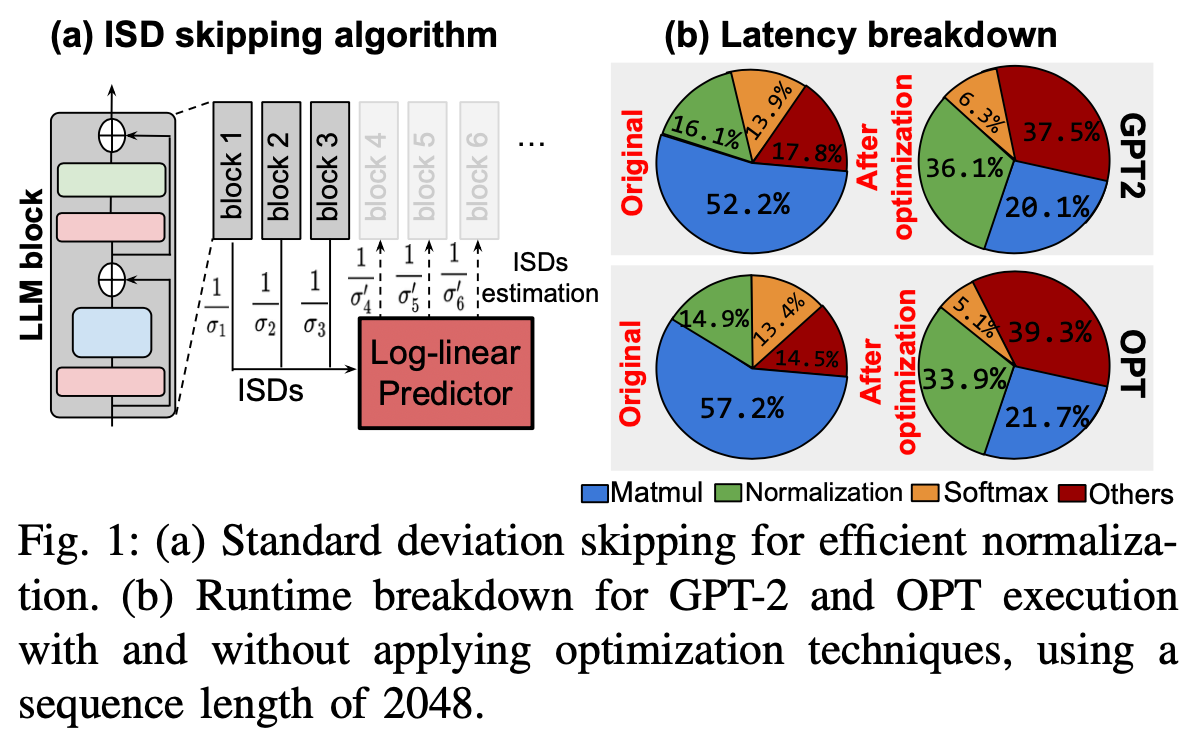 (a) ISD skipping algorithm
LLM block
block 1
block 2
block 3
block 4
block 5
block 6
...
1/σ₁
1/σ₂
1/σ₃
1/σ′₄
1/σ′₅
1/σ′₆
ISDs
estimation
ISDs
Log-linear
Predictor
(b) Latency breakdown
Original
16.1%
13.9%
17.8%
52.2%
After
optimization
6.3%
37.5%
36.1%
20.1%
GPT2
Original
14.9%
13.4%
14.5%
57.2%
After
optimization
5.1%
39.3%
33.9%
21.7%
OPT
Matmul Normalization Softmax Others
Fig. 1: (a) Standard deviation skipping for efficient normaliza-
tion. (b) Runtime breakdown for GPT-2 and OPT execution
with and without applying optimization techniques, using a
sequence length of 2048.